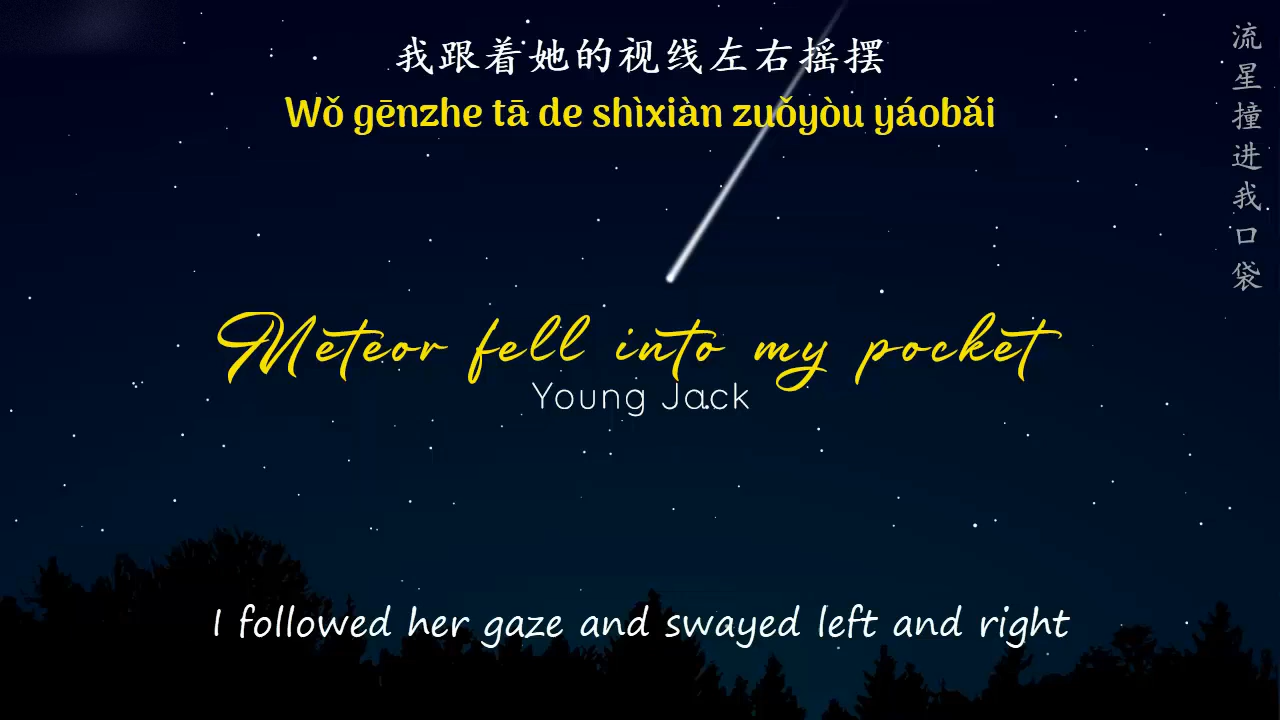 我跟着她的视线左右摇摆
Wǒ gēnzhe tā de shìxiàn zuǒyòu yáobǎi
流星撞进我口袋
Meteor fell into my pocket
Young Jack
I followed her gaze and swayed left and right